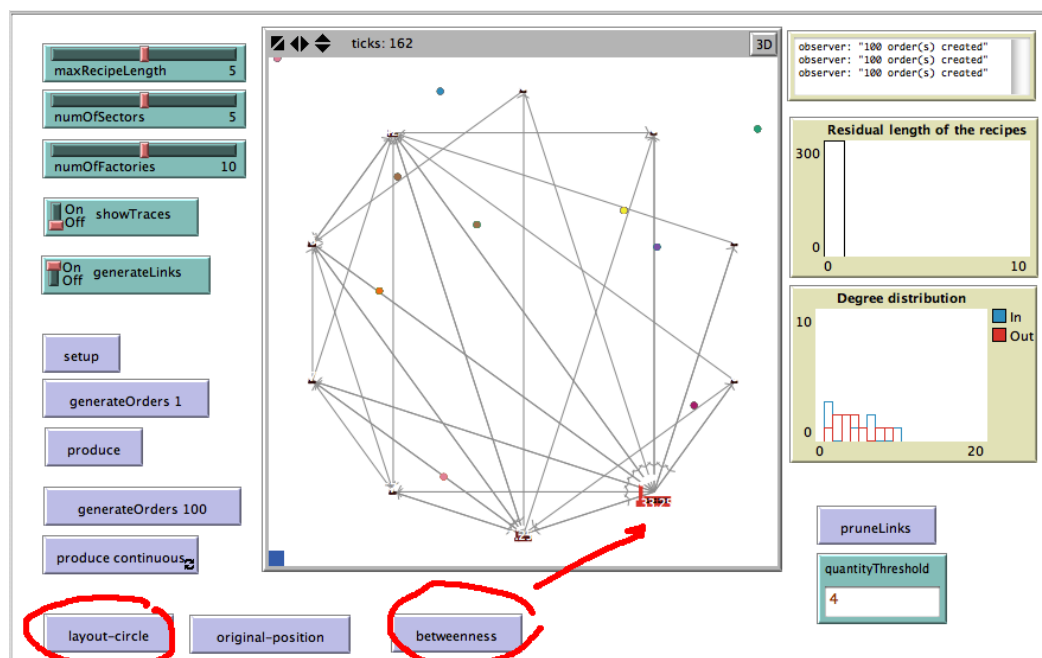 ticks: 162
3D
maxRecipeLength 5
numOfSectors 5
numOfFactories 10
On
Off
showTraces
On
Off
generateLinks
setup
generateOrders 1
produce
generateOrders 100
produce continuous
layout-circle
original-position
betweenness
observer: "100 order(s) created"
observer: "100 order(s) created"
observer: "100 order(s) created"
Residual length of the recipes
300
0
0 10
Degree distribution
10
In
Out
0
0 20
pruneLinks
quantityThreshold
4